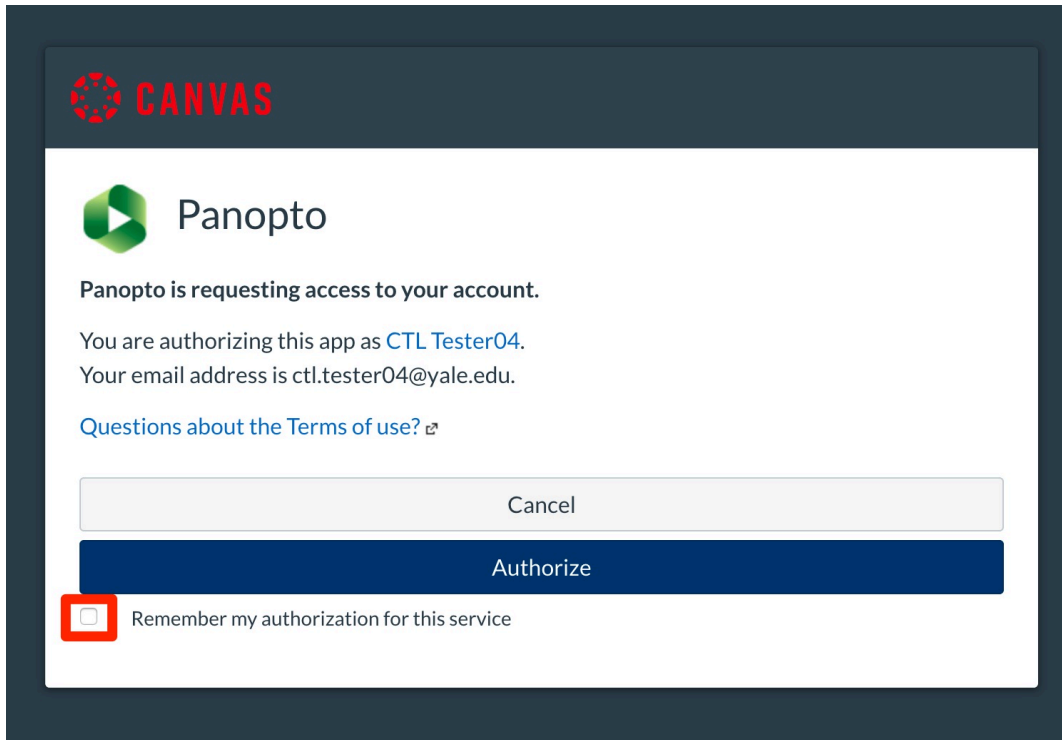 CANVAS
Panopto
Panopto is requesting access to your account.
You are authorizing this app as CTL Tester04.
Your email address is ctl.tester04@yale.edu.
Questions about the Terms of use?
Cancel
Authorize
Remember my authorization for this service